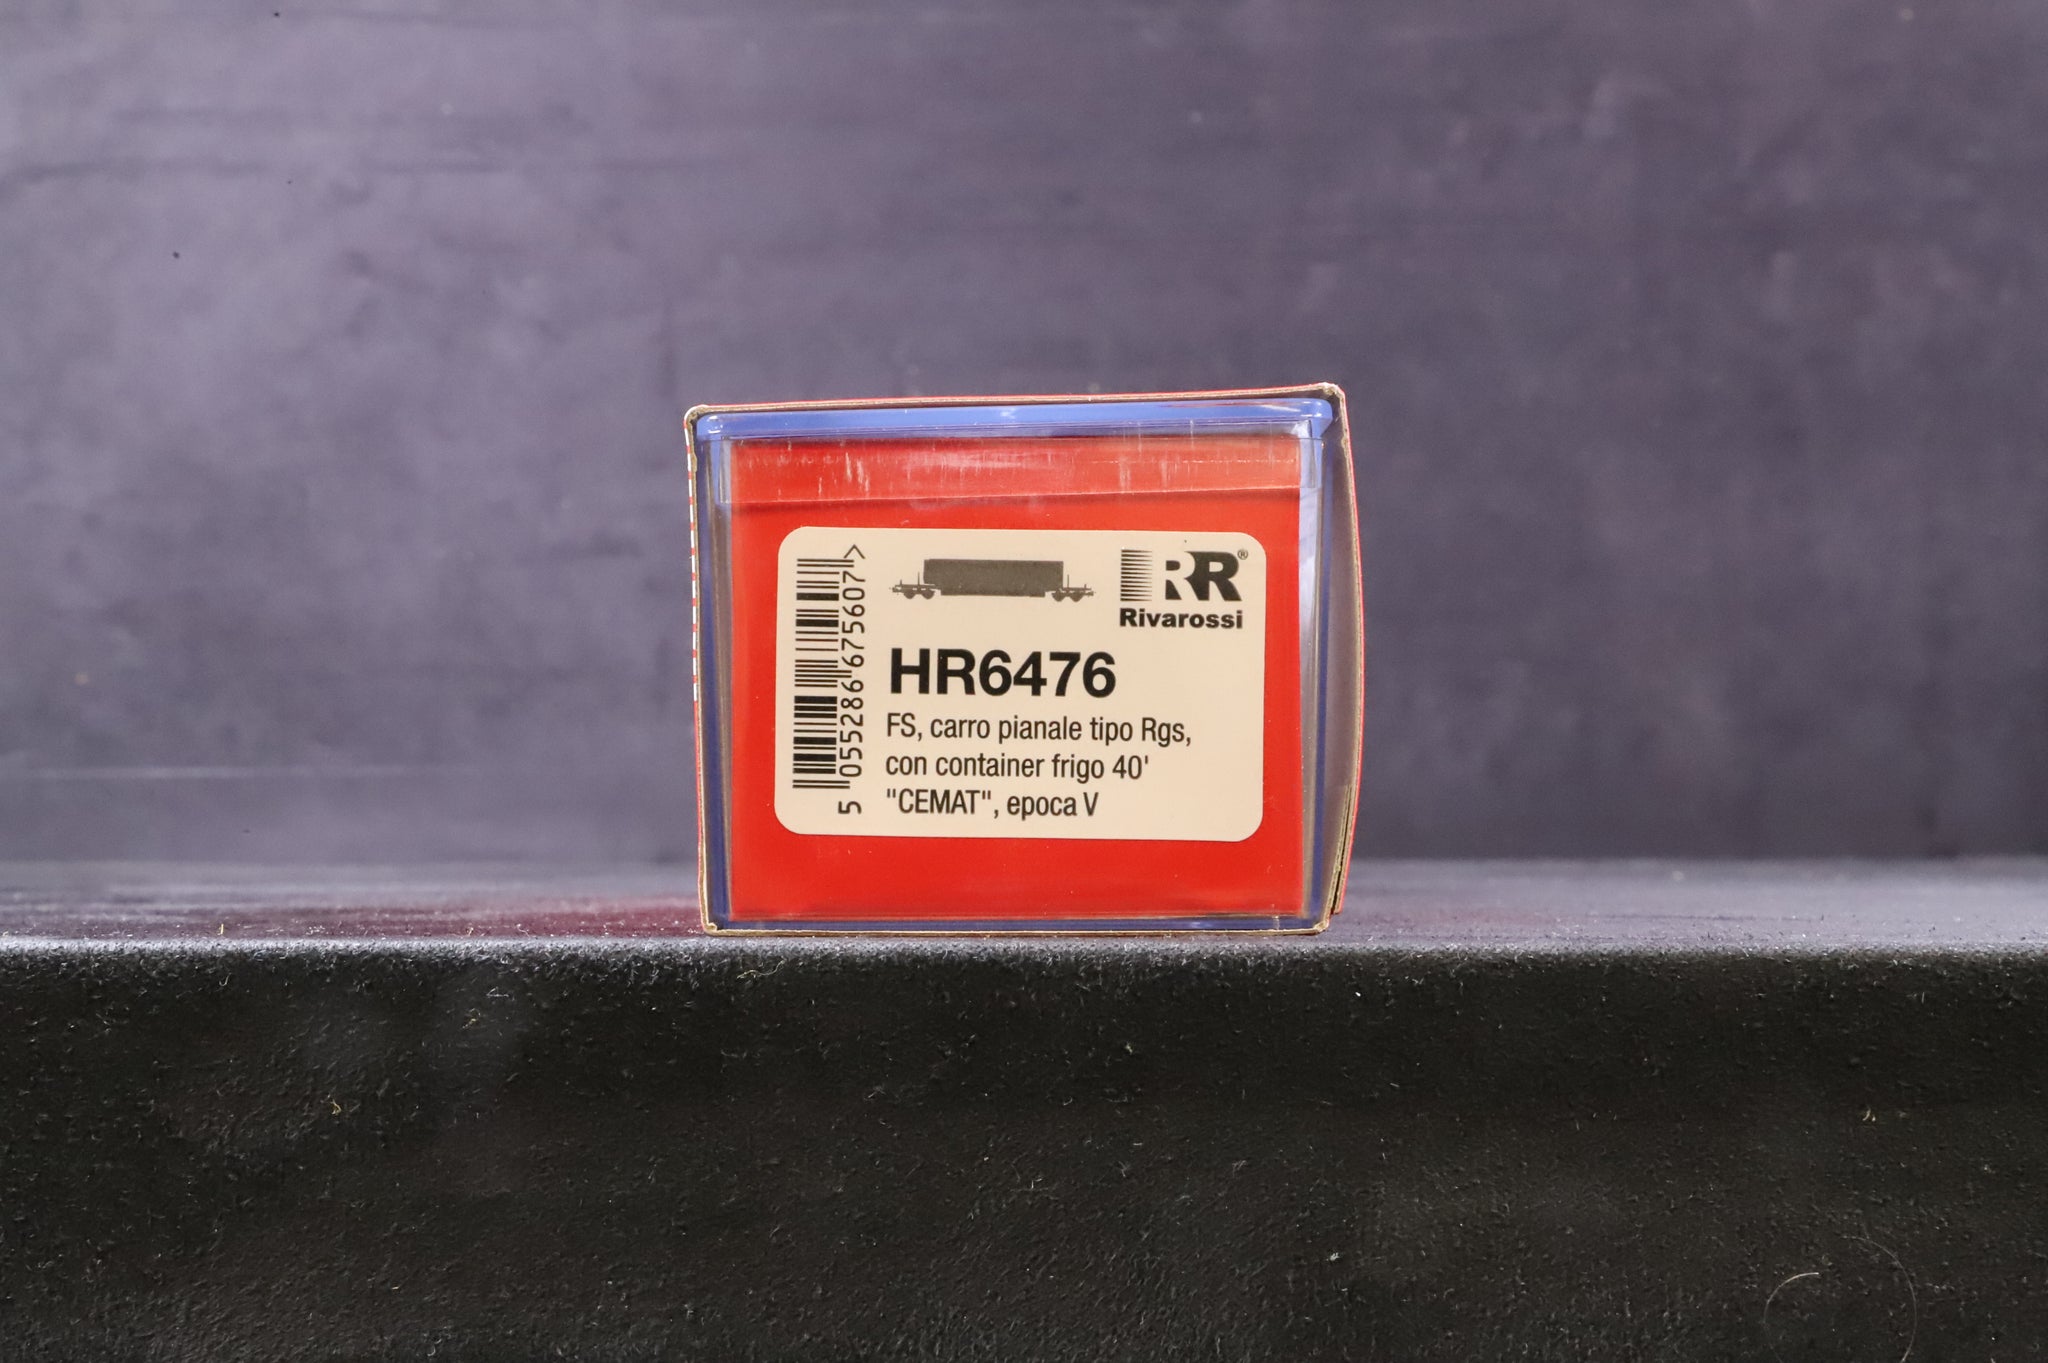 RR®
Rivarossi
HR6476
FS, carro pianale tipo Rgs,
con container frigo 40'
"CEMAT", epoca V
5 055286 675607 >